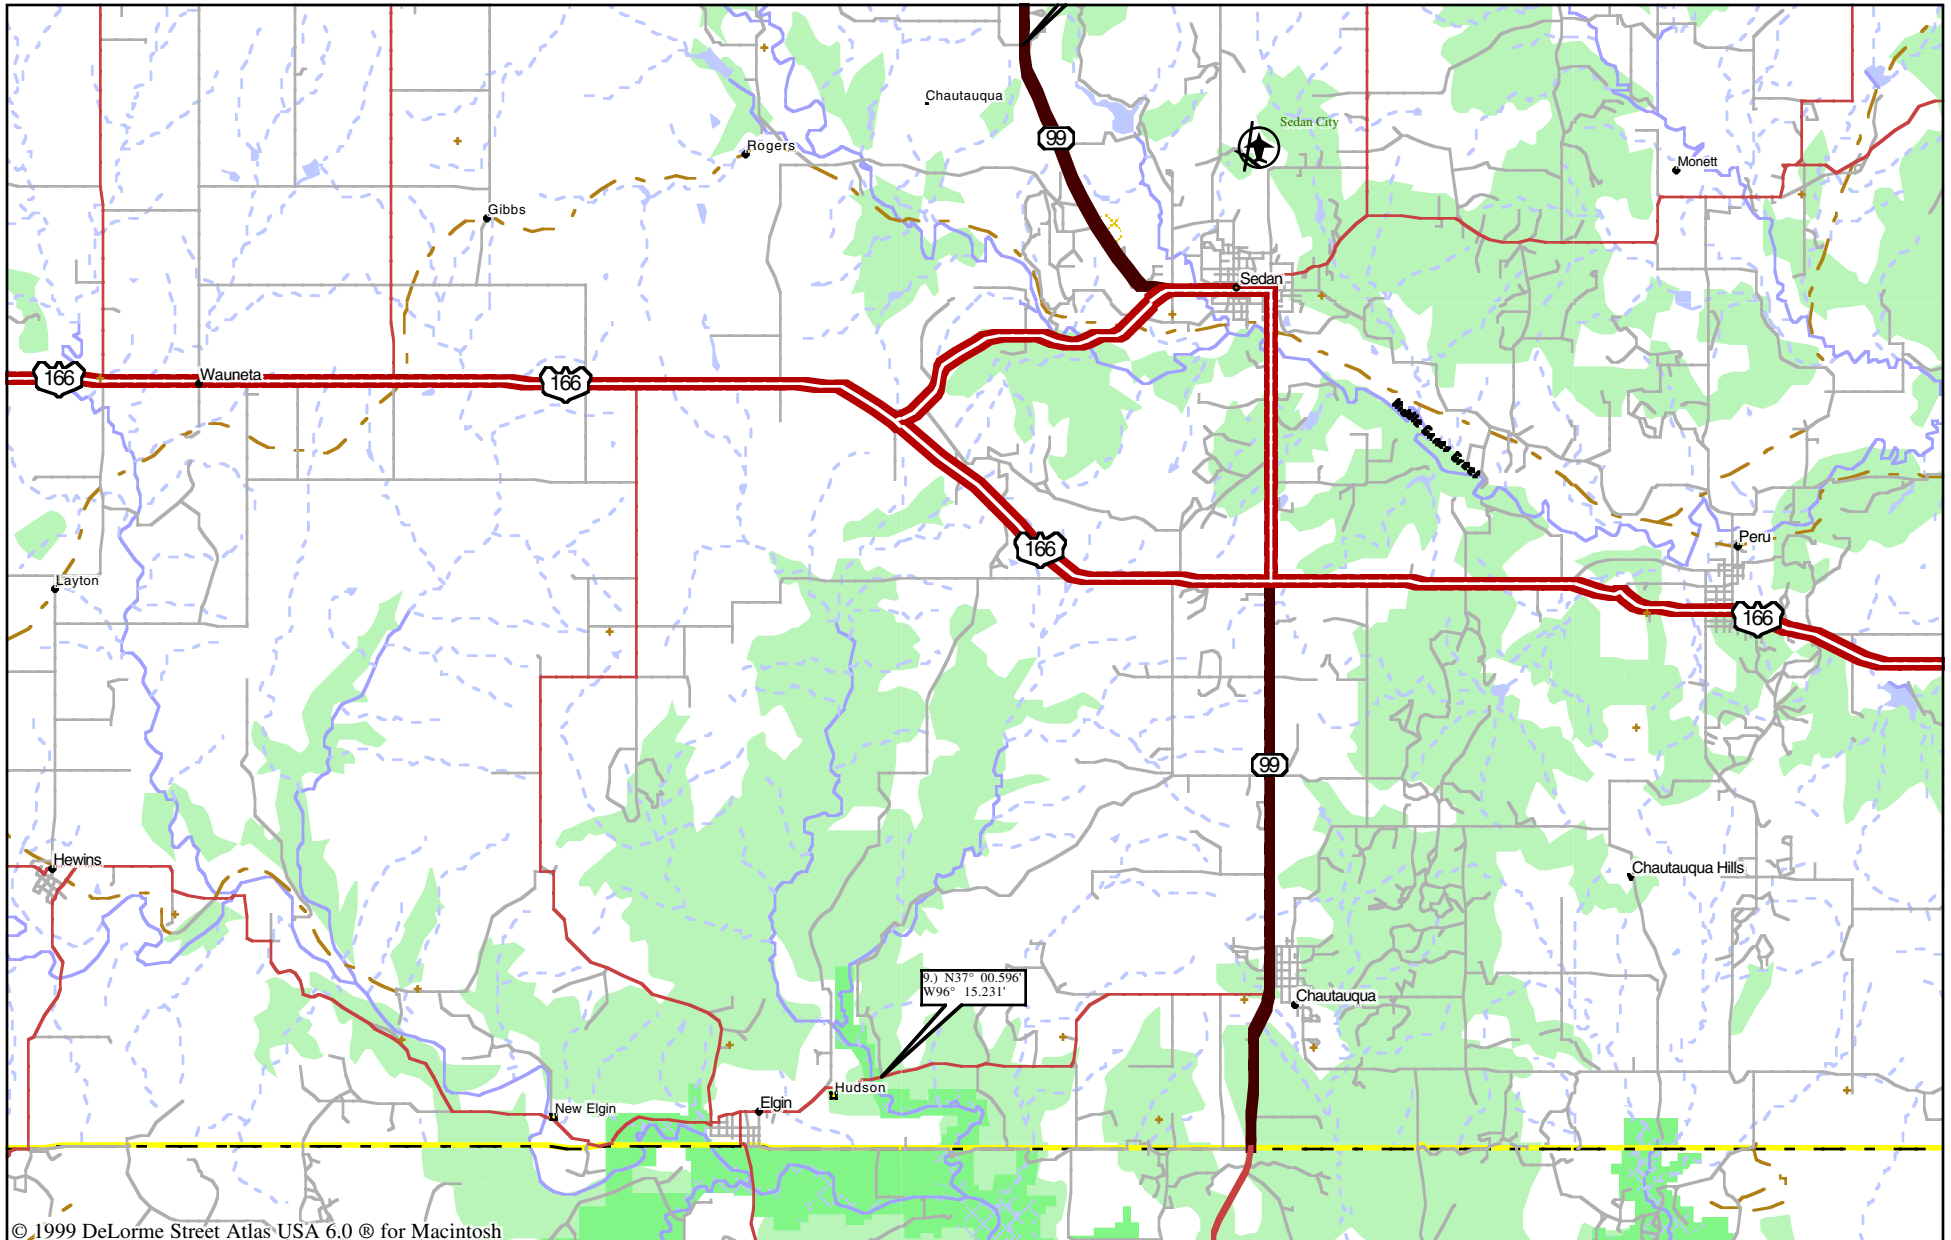 Chautauqua
Sedan City
99
Rogers
Monett
Gibbs
Sedan
166
Wauneta
166
166
Peru
Layton
166
99
Hewins
Chautauqua Hills
9.) N37° 00.596'
W96° 15.231'
Chautauqua
Hudson
New Elgin
Elgin
© 1999 DeLorme Street Atlas USA 6.0 ® for Macintosh